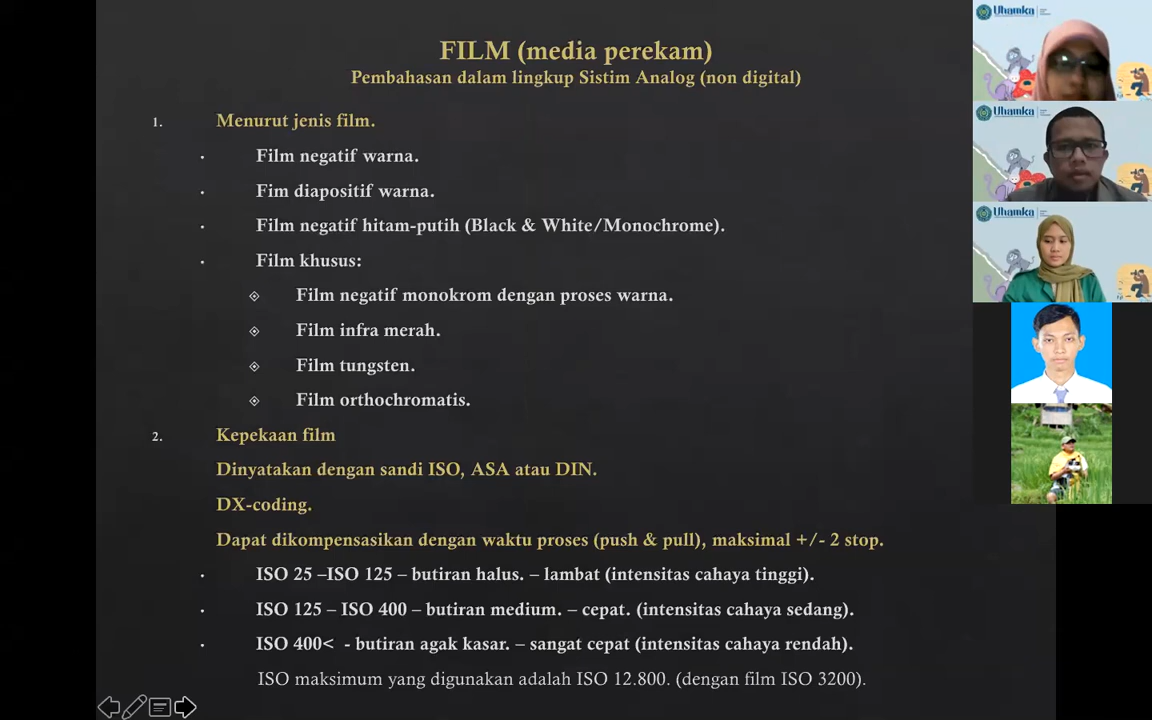 FILM (media perekam)
Pembahasan dalam lingkup Sistim Analog (non digital)
1. Menurut jenis film.
· Film negatif warna.
· Fim diapositif warna.
· Film negatif hitam-putih (Black & White/Monochrome).
· Film khusus:
Film negatif monokrom dengan proses warna.
Film infra merah.
Film tungsten.
Film orthochromatis.
2. Kepekaan film
Dinyatakan dengan sandi ISO, ASA atau DIN.
DX-coding.
Dapat dikompensasikan dengan waktu proses (push & pull), maksimal +/- 2 stop.
· ISO 25 –ISO 125 – butiran halus. – lambat (intensitas cahaya tinggi).
· ISO 125 – ISO 400 – butiran medium. – cepat. (intensitas cahaya sedang).
· ISO 400< - butiran agak kasar. – sangat cepat (intensitas cahaya rendah).
ISO maksimum yang digunakan adalah ISO 12.800. (dengan film ISO 3200).
Uhamka
Uhamka
Uhamka